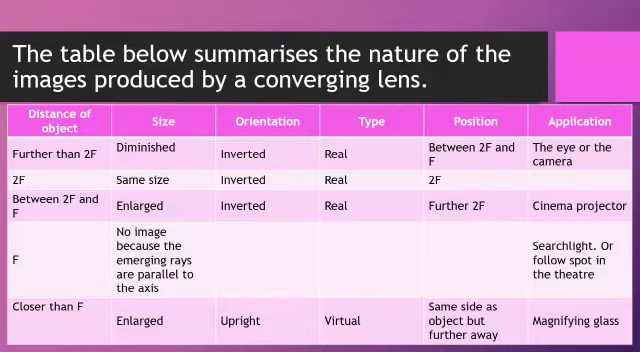 The table below summarises the nature of the
images produced by a converging lens.
Distance of
object
Size
Orientation
Type
Position
Application
Further than 2F
Diminished
Inverted
Real
Between 2F and
F
The eye or the
camera
2F
Same size
Inverted
Real
2F
Between 2F and
F
Enlarged
Inverted
Real
Further 2F
Cinema projector
F
No image
because the
emerging rays
are parallel to
the axis
Searchlight. Or
follow spot in
the theatre
Closer than F
Enlarged
Upright
Virtual
Same side as
object but
further away
Magnifying glass